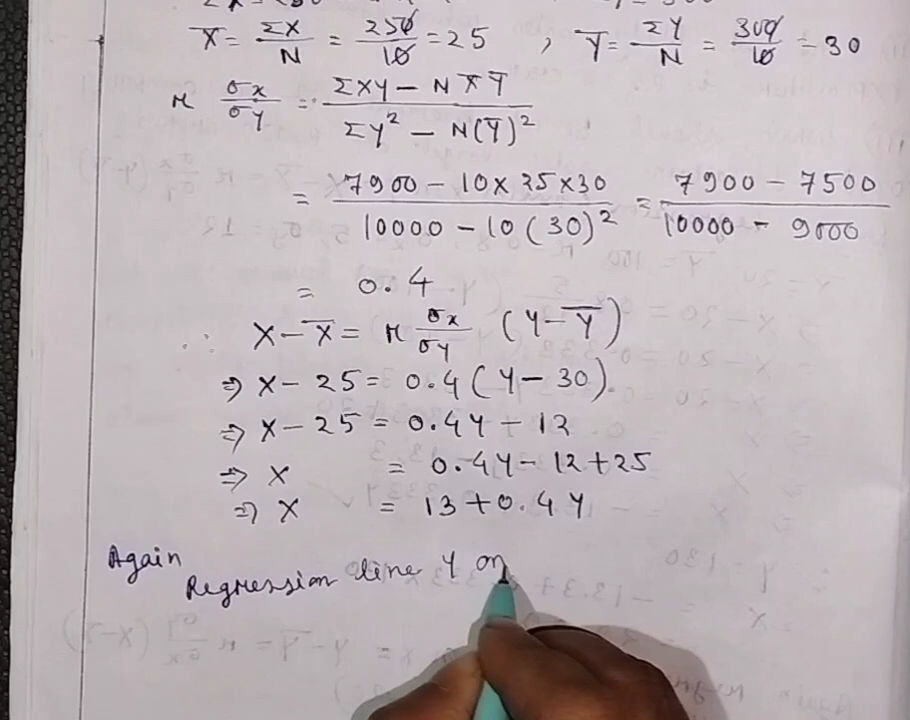 X̄ = ΣX/N = 250/10 = 25 , Ȳ = ΣY/N = 300/10 = 30
r σx/σy = ΣXY − N X̄ Ȳ / ΣY² − N(Ȳ)²
= 7900 − 10 × 25 × 30 / 10000 − 10 (30)² = 7900 − 7500 / 10000 − 9000
= 0.4
∴ X − X̄ = r σx/σy (Y − Ȳ)
⇒ X − 25 = 0.4 (Y − 30)
⇒ X − 25 = 0.4Y − 12
⇒ X = 0.4Y − 12 + 25
⇒ X = 13 + 0.4Y
Again
Regression line Y on